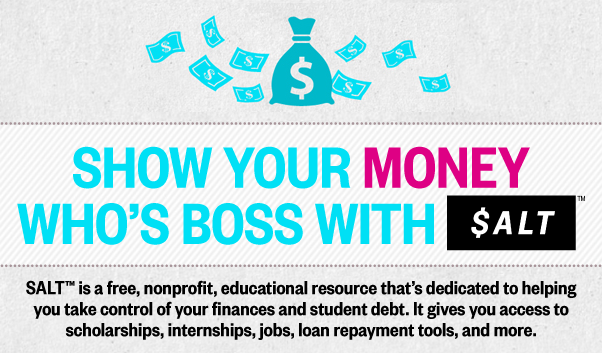 SHOW YOUR MONEY
WHO'S BOSS WITH $ALT™
SALT™ is a free, nonprofit, educational resource that's dedicated to helping
you take control of your finances and student debt. It gives you access to
scholarships, internships, jobs, loan repayment tools, and more.